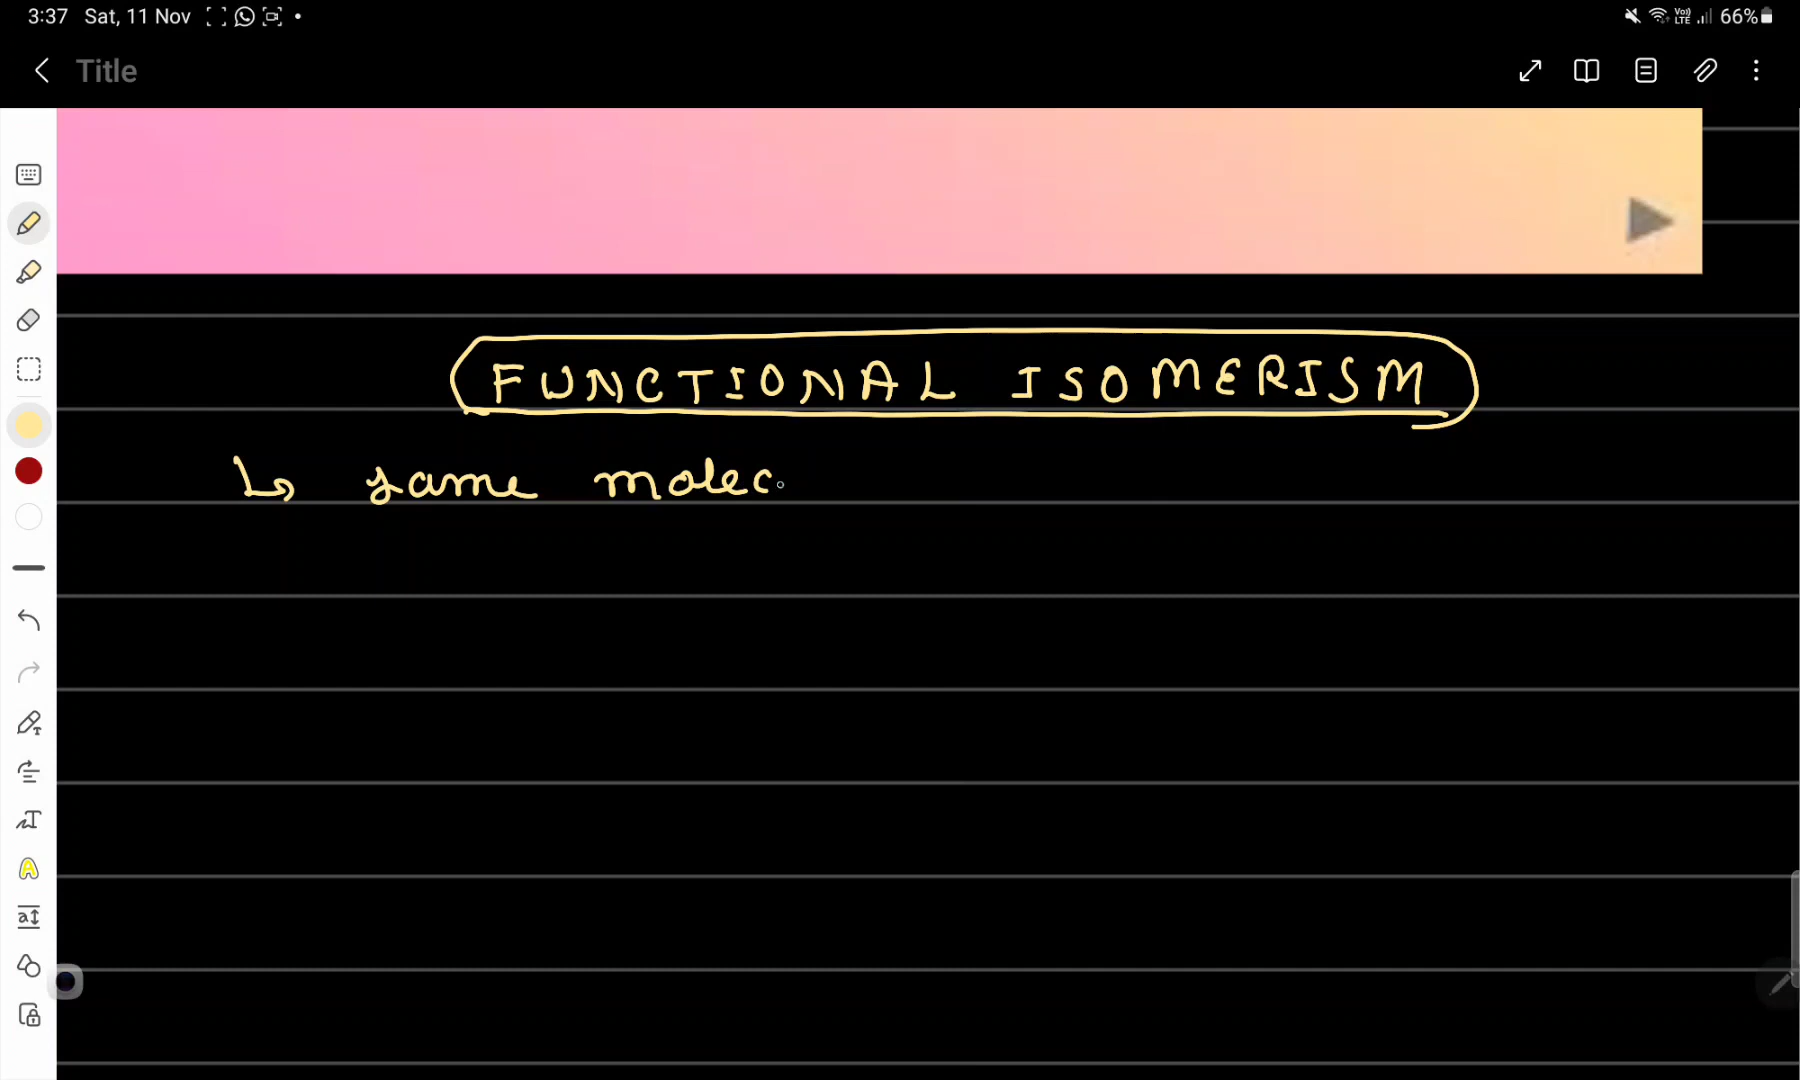 3:37 Sat, 11 Nov 66%
Title
FUNCTIONAL ISOMERISM
↳ same molec